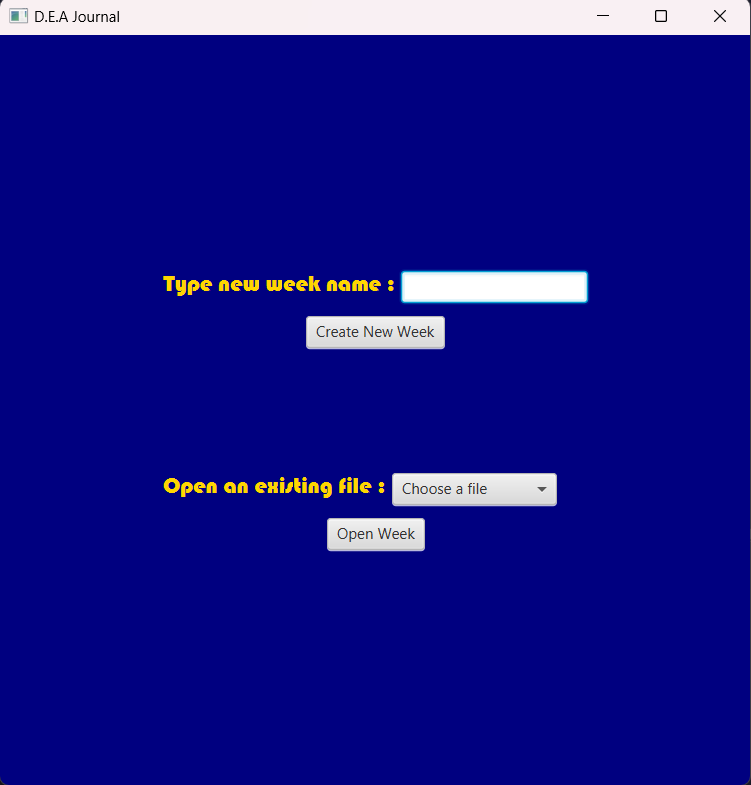 D.E.A Journal
Type new week name :
Create New Week
Open an existing file : Choose a file
Open Week